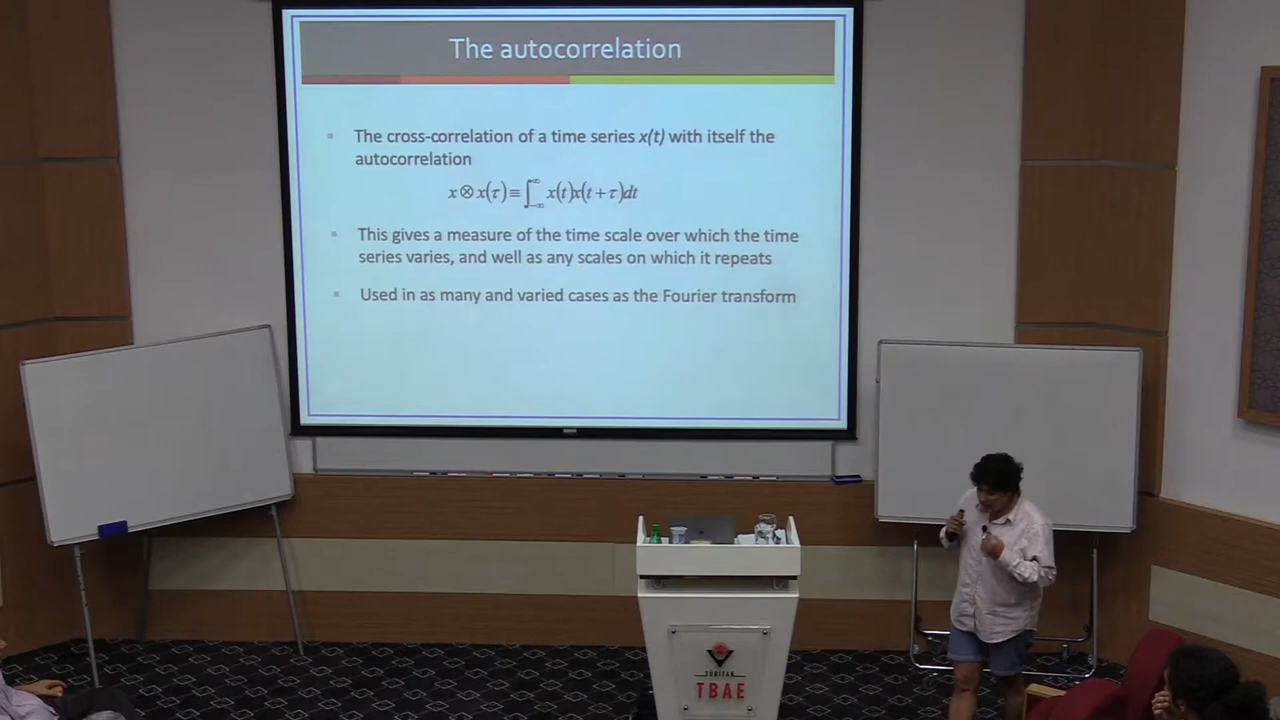 The autocorrelation
The cross-correlation of a time series x(t) with itself the
autocorrelation
x⊗x(τ)≡∫_{-∞}^{∞} x(t)x(t+τ)dt
This gives a measure of the time scale over which the time
series varies, and well as any scales on which it repeats
Used in as many and varied cases as the Fourier transform
TÜBİTAK
TBAE